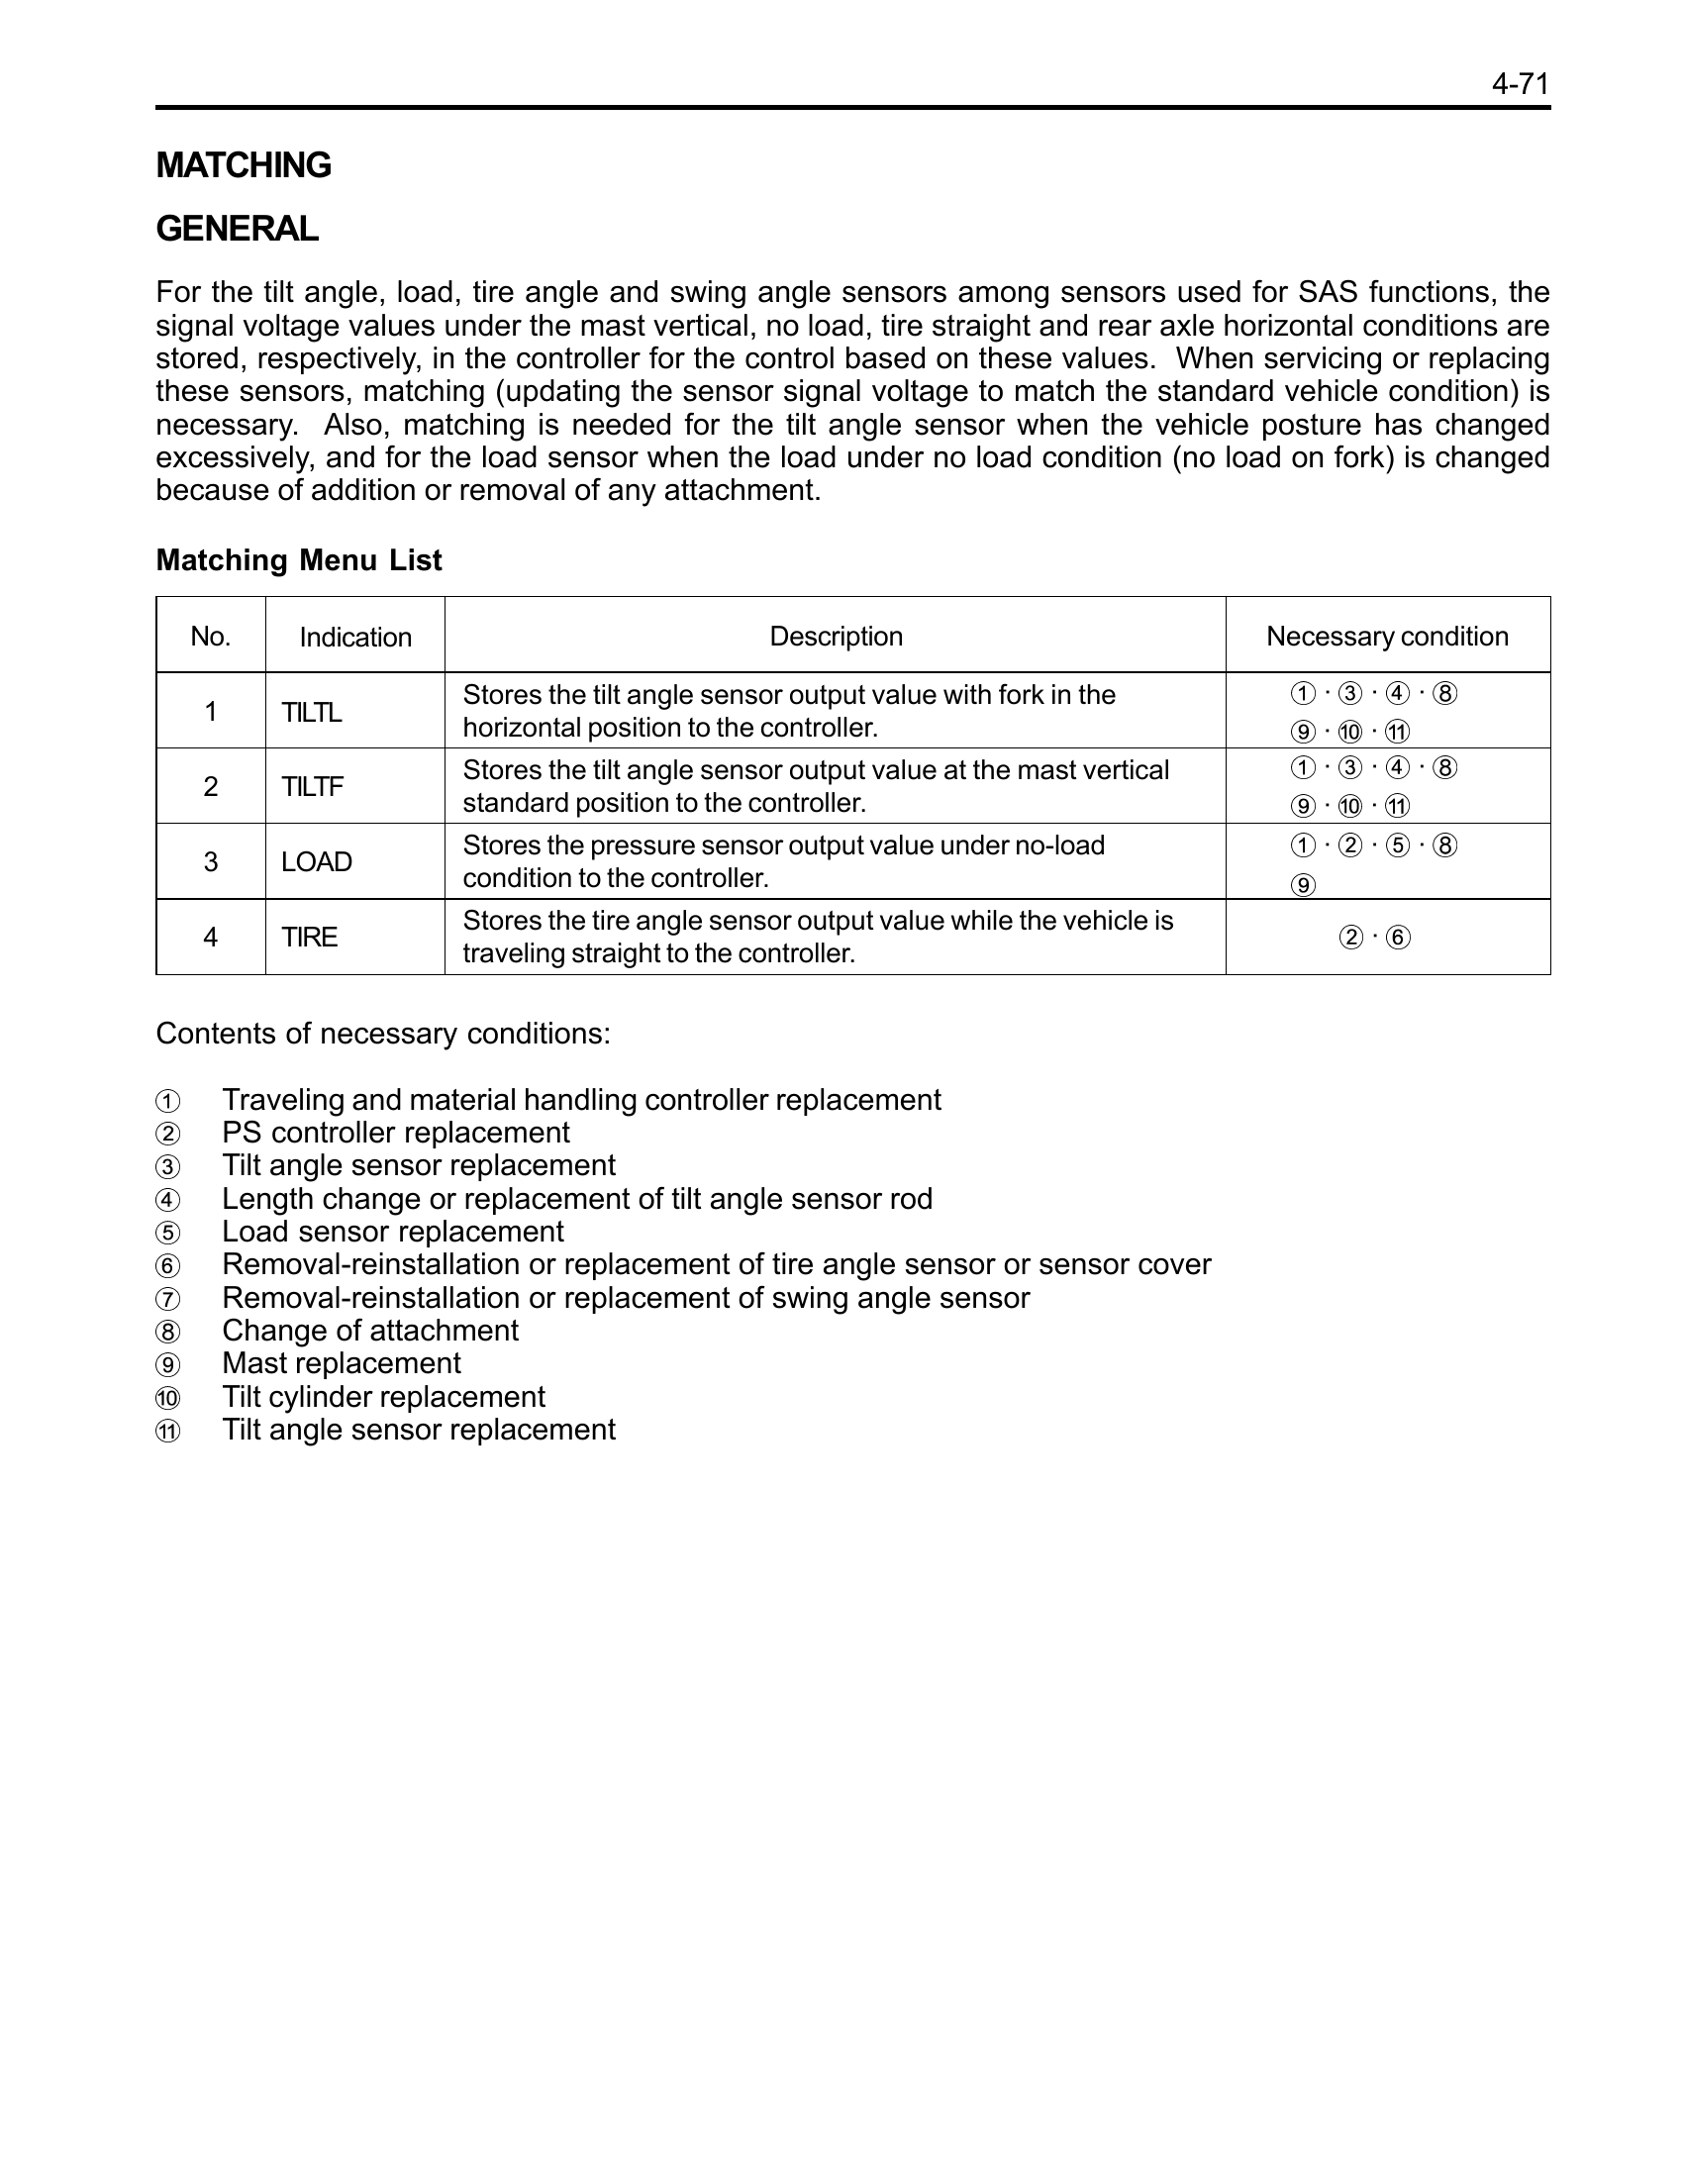 4-71
MATCHING
GENERAL
For the tilt angle, load, tire angle and swing angle sensors among sensors used for SAS functions, the
signal voltage values under the mast vertical, no load, tire straight and rear axle horizontal conditions are
stored, respectively, in the controller for the control based on these values. When servicing or replacing
these sensors, matching (updating the sensor signal voltage to match the standard vehicle condition) is
necessary. Also, matching is needed for the tilt angle sensor when the vehicle posture has changed
excessively, and for the load sensor when the load under no load condition (no load on fork) is changed
because of addition or removal of any attachment.
Matching Menu List
No. Indication Description Necessary condition
1 TILTL Stores the tilt angle sensor output value with fork in the ① · ③ · ④ · ⑧
horizontal position to the controller. ⑨ · ⑩ · ⑪
2 TILTF Stores the tilt angle sensor output value at the mast vertical ① · ③ · ④ · ⑧
standard position to the controller. ⑨ · ⑩ · ⑪
3 LOAD Stores the pressure sensor output value under no-load ① · ② · ⑤ · ⑧
condition to the controller. ⑨
4 TIRE Stores the tire angle sensor output value while the vehicle is ② · ⑥
traveling straight to the controller.
Contents of necessary conditions:
① Traveling and material handling controller replacement
② PS controller replacement
③ Tilt angle sensor replacement
④ Length change or replacement of tilt angle sensor rod
⑤ Load sensor replacement
⑥ Removal-reinstallation or replacement of tire angle sensor or sensor cover
⑦ Removal-reinstallation or replacement of swing angle sensor
⑧ Change of attachment
⑨ Mast replacement
⑩ Tilt cylinder replacement
⑪ Tilt angle sensor replacement